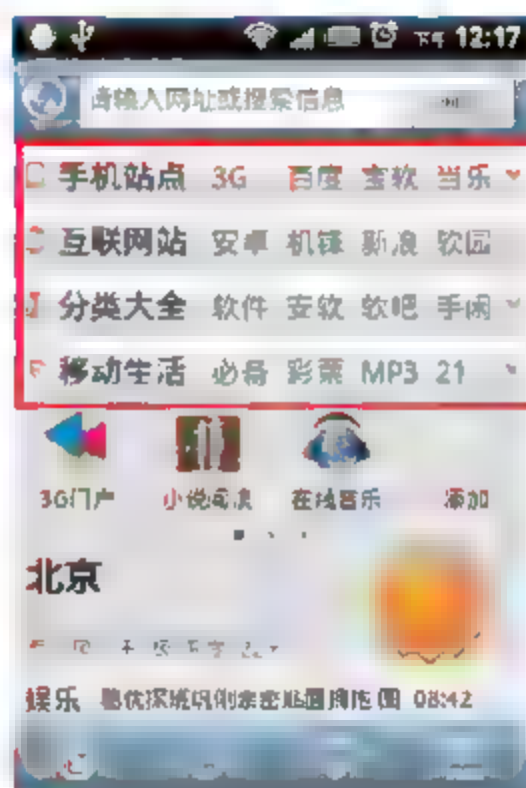 下午 12:17
请输入网址或搜索信息
手机站点 3G 百度 宝软 当乐
互联网站 安卓 机锋 新浪 软园
分类大全 软件 安软 软吧 手闲
移动生活 必备 彩票 MP3 21
3G门户 小说阅读 在线音乐 添加
北京
娱乐 08:42